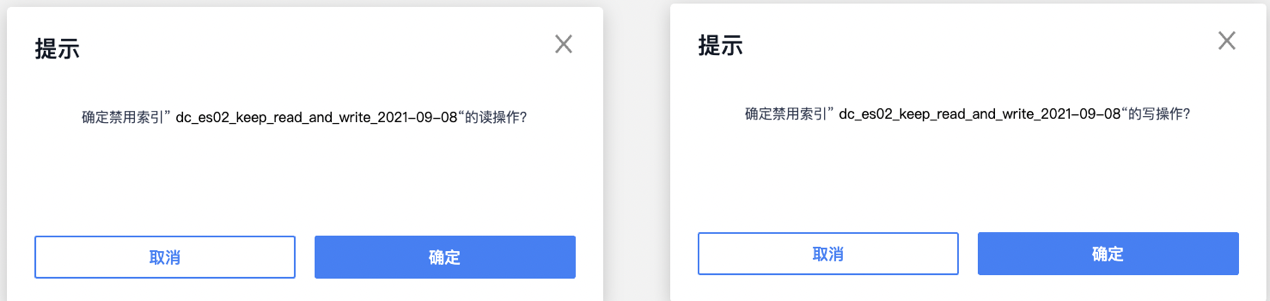 提示
确定禁用索引” dc_es02_keep_read_and_write_2021-09-08“的读操作?
取消
确定
提示
确定禁用索引” dc_es02_keep_read_and_write_2021-09-08“的写操作?
取消
确定